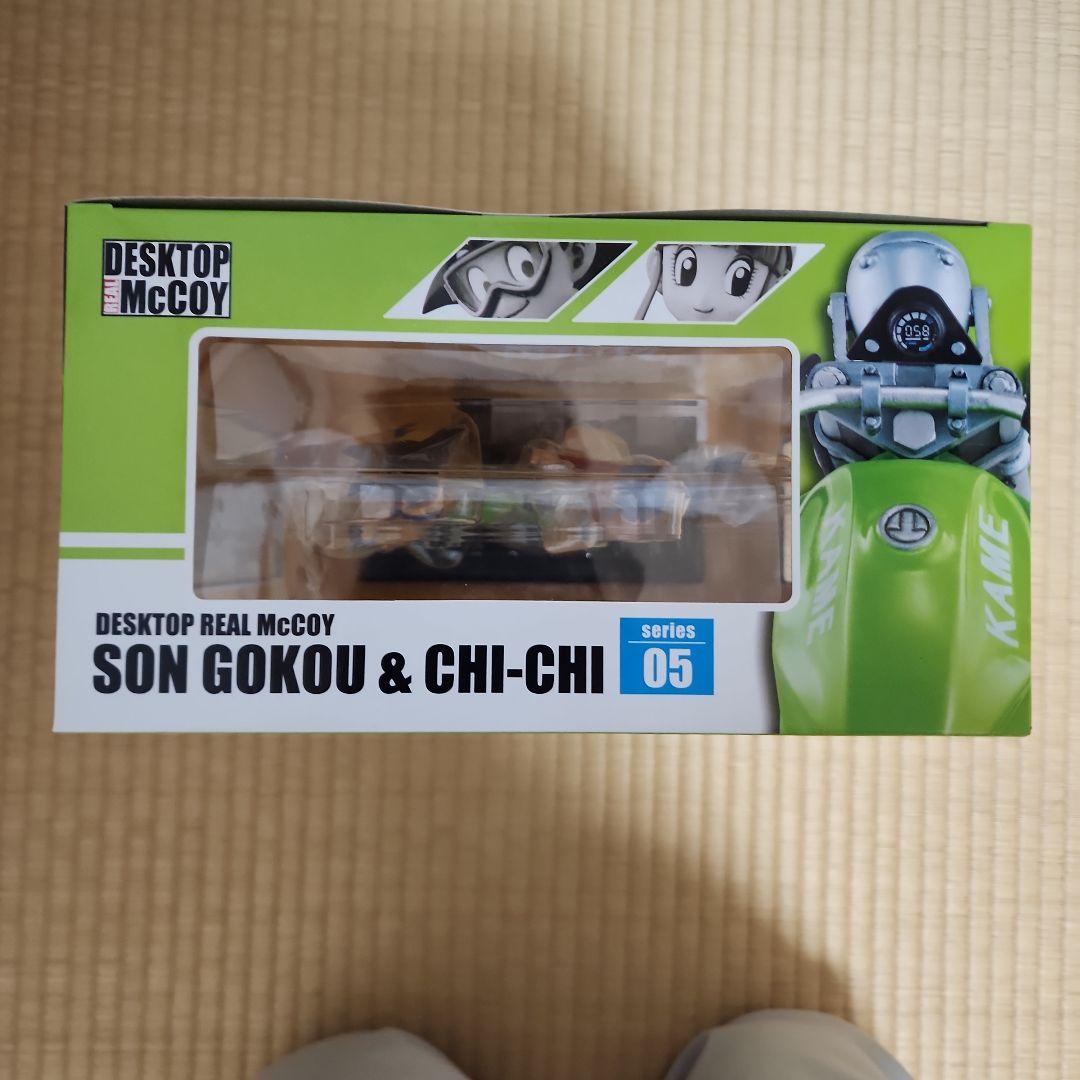 DESKTOP
REAL McCOY
058
KAME
KAME
DESKTOP REAL McCOY
SON GOKOU & CHI-CHI
series
05